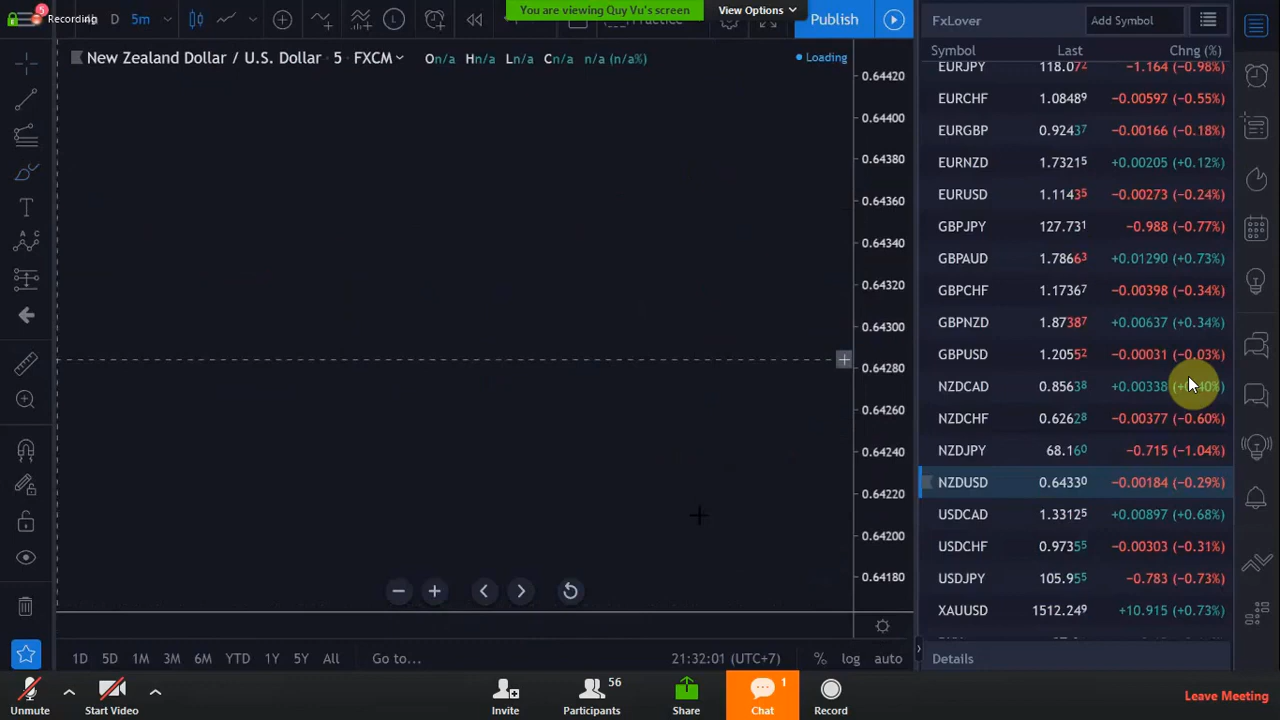 Recording
D 5m
You are viewing Quy Vu's screen
View Options
Publish
FxLover
Add Symbol
New Zealand Dollar / U.S. Dollar · 5 · FXCM
On/a Hn/a Ln/a Cn/a n/a (n/a%)
Loading
Symbol Last Chng (%)
EURJPY 118.072 −1.164 (−0.98%)
EURCHF 1.08489 −0.00597 (−0.55%)
EURGBP 0.92437 −0.00166 (−0.18%)
EURNZD 1.73215 +0.00205 (+0.12%)
EURUSD 1.11435 −0.00273 (−0.24%)
GBPJPY 127.731 −0.988 (−0.77%)
GBPAUD 1.78663 +0.01290 (+0.73%)
GBPCHF 1.17367 −0.00398 (−0.34%)
GBPNZD 1.87387 +0.00637 (+0.34%)
GBPUSD 1.20552 −0.00031 (−0.03%)
NZDCAD 0.85638 +0.00338
NZDCHF 0.62628 −0.00377 (−0.60%)
NZDJPY 68.160 −0.715 (−1.04%)
NZDUSD 0.64330 −0.00184 (−0.29%)
USDCAD 1.33125 +0.00897 (+0.68%)
USDCHF 0.97355 −0.00303 (−0.31%)
USDJPY 105.955 −0.783 (−0.73%)
XAUUSD 1512.249 +10.915 (+0.73%)
Details
0.64420
0.64400
0.64380
0.64360
0.64340
0.64320
0.64300
0.64280
0.64260
0.64240
0.64220
0.64200
0.64180
1D 5D 1M 3M 6M YTD 1Y 5Y All Go to... 21:32:01 (UTC+7) % log auto
Unmute Start Video Invite Participants 56 Share Chat 1 Record Leave Meeting